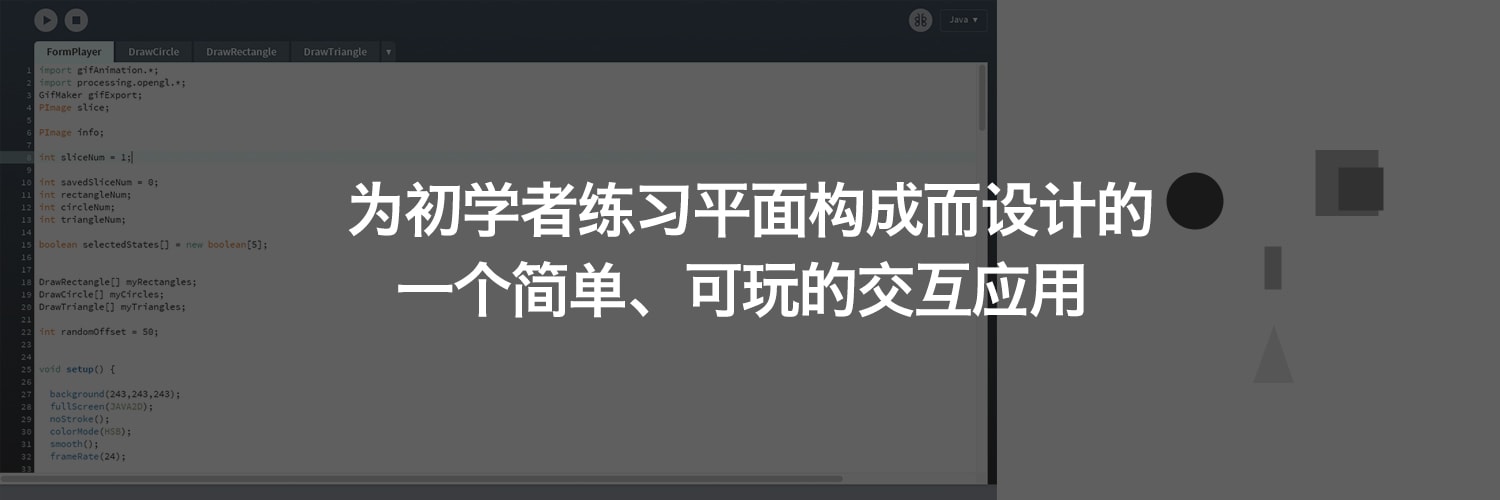 Java ▾
FormPlayer DrawCircle DrawRectangle DrawTriangle ▾
1 import gifAnimation.*;
2 import processing.opengl.*;
3 GifMaker gifExport;
4 PImage slice;
5
6 PImage info;
7
8 int sliceNum = 1;
9
10 int savedSliceNum = 0;
11 int rectangleNum;
12 int circleNum;
13 int triangleNum;
14
15 boolean selectedStates[] = new boolean[5];
16
17
18 DrawRectangle[] myRectangles;
19 DrawCircle[] myCircles;
20 DrawTriangle[] myTriangles;
21
22 int randomOffset = 50;
23
24
25 void setup() {
26
27 background(243,243,243);
28 fullScreen(JAVA2D);
29 noStroke();
30 colorMode(HSB);
31 smooth();
32 frameRate(24);
33
为初学者练习平面构成而设计的
一个简单、可玩的交互应用